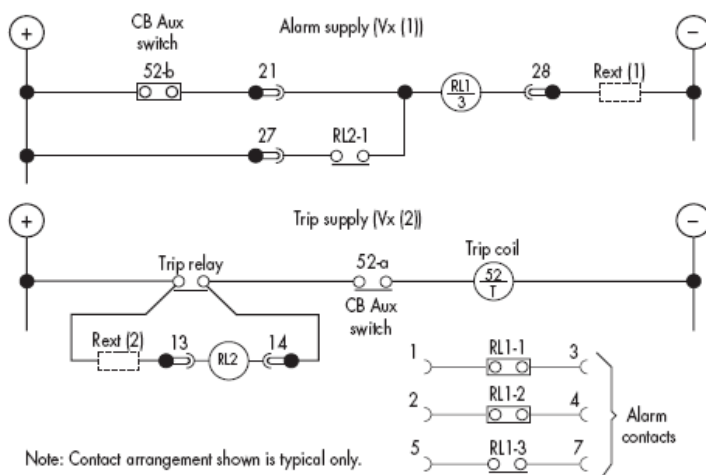 +
CB Aux
switch
Alarm supply (Vx (1))
−
52-b
21
RL1
3
28
Rext (1)
27
RL2-1
+
Trip supply (Vx (2))
−
Trip relay
52-a
CB Aux
switch
Trip coil
52
T
Rext (2)
13
RL2
14
1
RL1-1
3
2
RL1-2
4
5
RL1-3
7
Alarm
contacts
Note: Contact arrangement shown is typical only.